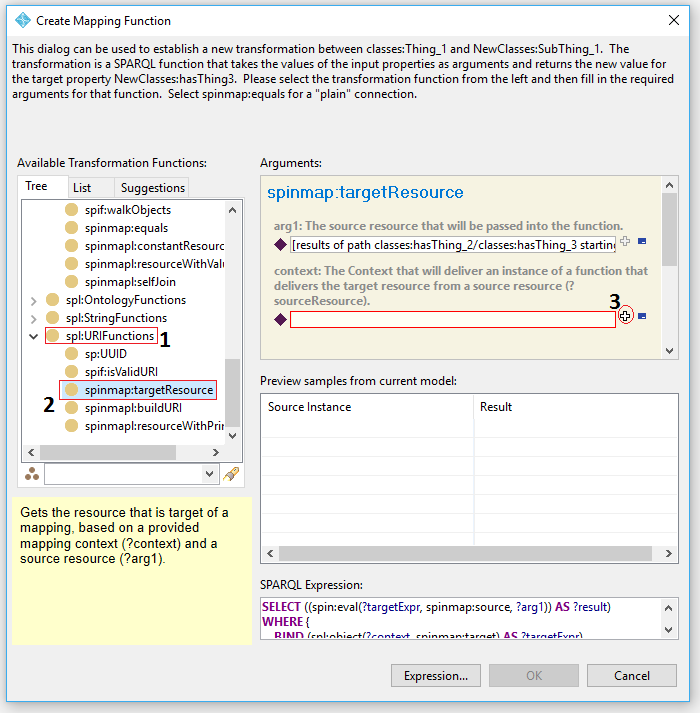 Create Mapping Function
This dialog can be used to establish a new transformation between classes:Thing_1 and NewClasses:SubThing_1. The
transformation is a SPARQL function that takes the values of the input properties as arguments and returns the new value for
the target property NewClasses:hasThing3. Please select the transformation function from the left and then fill in the required
arguments for that function. Select spinmap:equals for a "plain" connection.
Available Transformation Functions:
Tree List Suggestions
spif:walkObjects
spinmap:equals
spinmapl:constantResourc
spinmapl:resourceWithValu
spinmapl:selfJoin
spl:OntologyFunctions
spl:StringFunctions
spl:URIFunctions 1
sp:UUID
spif:isValidURI
2 spinmap:targetResource
spinmapl:buildURI
spinmapl:resourceWithPrin
Gets the resource that is target of a
mapping, based on a provided
mapping context (?context) and a
source resource (?arg1).
Arguments:
spinmap:targetResource
arg1: The source resource that will be passed into the function.
[results of path classes:hasThing_2/classes:hasThing_3 starting
context: The Context that will deliver an instance of a function that
delivers the target resource from a source resource (?
sourceResource).
3
Preview samples from current model:
Source Instance Result
SPARQL Expression:
SELECT ((spin:eval(?targetExpr, spinmap:source, ?arg1)) AS ?result)
WHERE {
BIND (spl:object(?context, spinmap:target) AS ?targetExpr)
Expression... OK Cancel